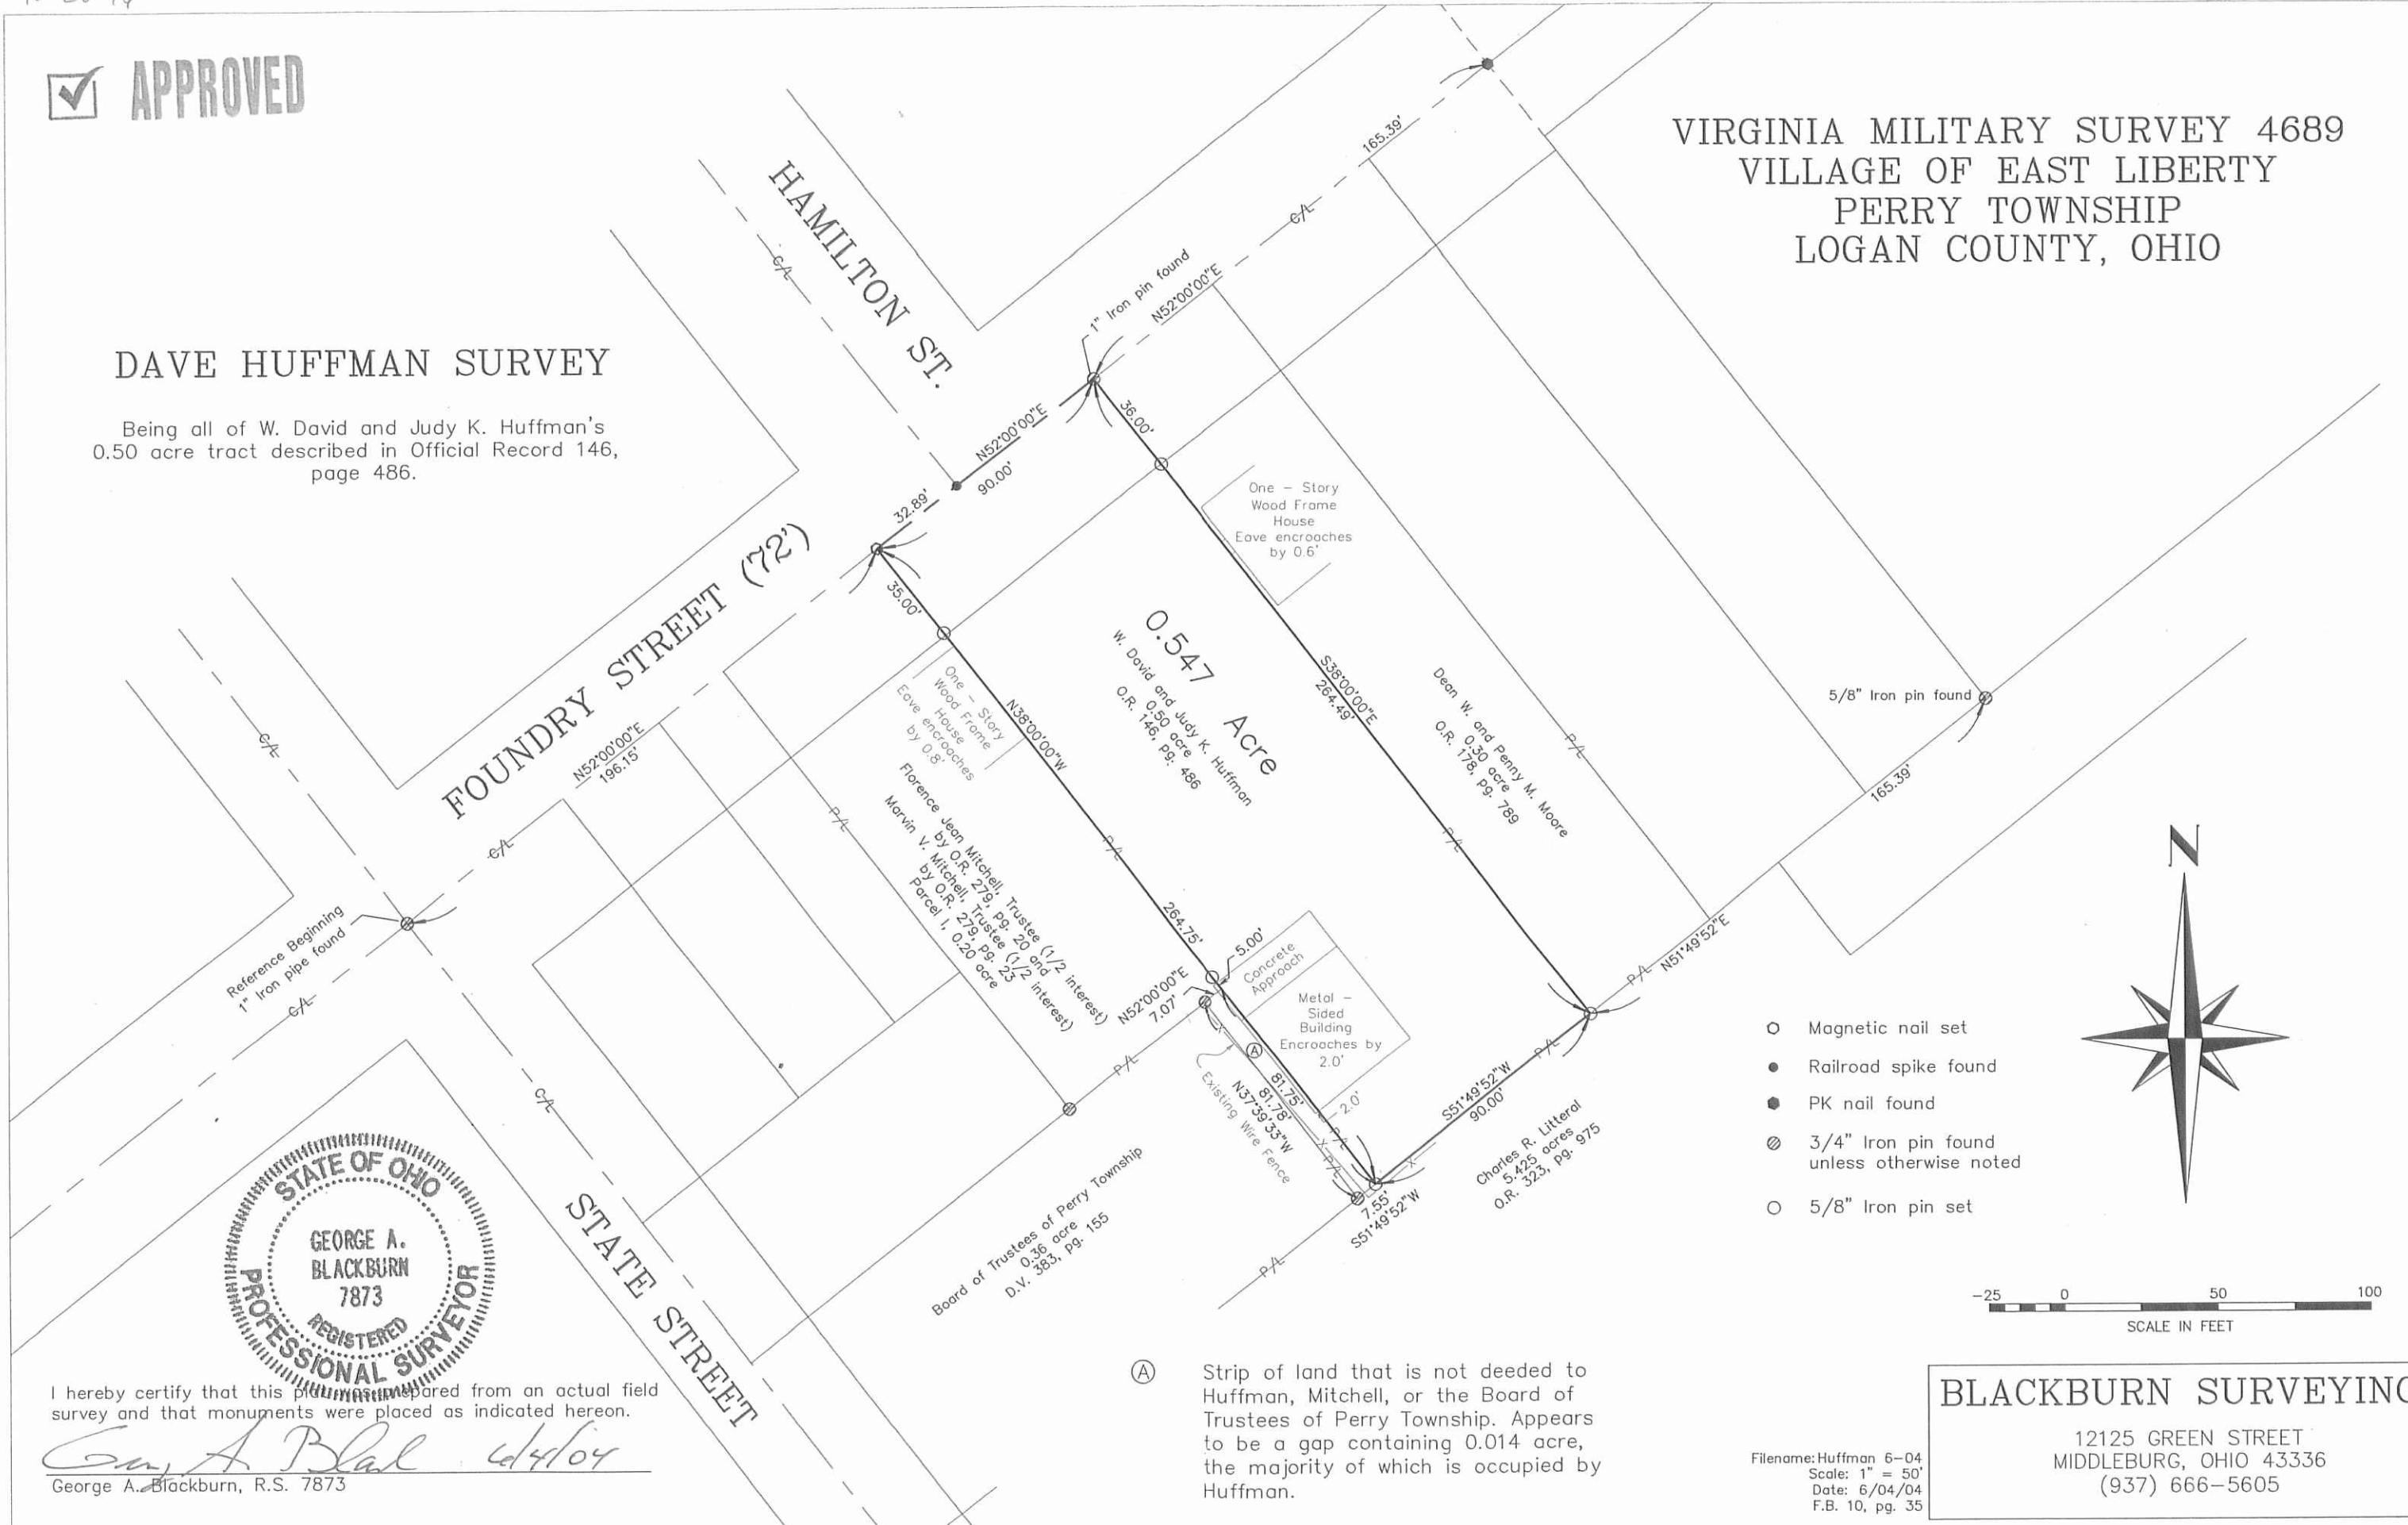 APPROVED
VIRGINIA MILITARY SURVEY 4689
VILLAGE OF EAST LIBERTY
PERRY TOWNSHIP
LOGAN COUNTY, OHIO
DAVE HUFFMAN SURVEY
Being all of W. David and Judy K. Huffman's
0.50 acre tract described in Official Record 146,
page 486.
HAMILTON ST.
C/L
165.39'
C/L
1" Iron pin found
N52°00'00"E
N52°00'00"E
90.00'
32.89'
36.00'
35.00'
FOUNDRY STREET (72')
One - Story
Wood Frame
House
Eave encroaches
by 0.6'
One - Story
Wood Frame
House
Eave encroaches
by 0.8'
0.547 Acre
W. David and Judy K. Huffman
0.50 acre
O.R. 146, pg. 486
S38°00'00"E
264.49'
N38°00'00"W
264.75'
Dean W. and Penny M. Moore
0.30 acre
O.R. 178, pg. 789
P/L
P/L
P/L
P/L
5/8" Iron pin found
165.39'
N51°49'52"E
P/L
C/L
N52°00'00"E
196.15'
C/L
Florence Jean Mitchell, Trustee (1/2 interest)
by O.R. 279, pg. 20 and
Marvin V. Mitchell, Trustee (1/2 interest)
by O.R. 279, pg. 23
Parcel I, 0.20 acre
Reference Beginning
1" Iron pipe found
C/L
C/L
5.00'
Concrete
Approach
N52°00'00"E
7.07'
Metal -
Sided
Building
Encroaches by
2.0'
A
81.75'
81.78'
N37°39'33"W
Existing Wire Fence
2.0'
P/L
P/L
P/L
P/L
S51°49'52"W
90.00'
7.55'
S51°49'52"W
P/L
Charles R. Litteral
5.425 acres
O.R. 323, pg. 975
Board of Trustees of Perry Township
0.36 acre
D.V. 383, pg. 155
STATE STREET
N
Magnetic nail set
Railroad spike found
PK nail found
3/4" Iron pin found
unless otherwise noted
5/8" Iron pin set
-25 0 50 100
SCALE IN FEET
STATE OF OHIO
GEORGE A.
BLACKBURN
7873
REGISTERED
PROFESSIONAL SURVEYOR
I hereby certify that this plat was prepared from an actual field
survey and that monuments were placed as indicated hereon.
6/4/04
George A. Blackburn, R.S. 7873
A Strip of land that is not deeded to
Huffman, Mitchell, or the Board of
Trustees of Perry Township. Appears
to be a gap containing 0.014 acre,
the majority of which is occupied by
Huffman.
Filename: Huffman 6-04
Scale: 1" = 50'
Date: 6/04/04
F.B. 10, pg. 35
BLACKBURN SURVEYING
12125 GREEN STREET
MIDDLEBURG, OHIO 43336
(937) 666-5605